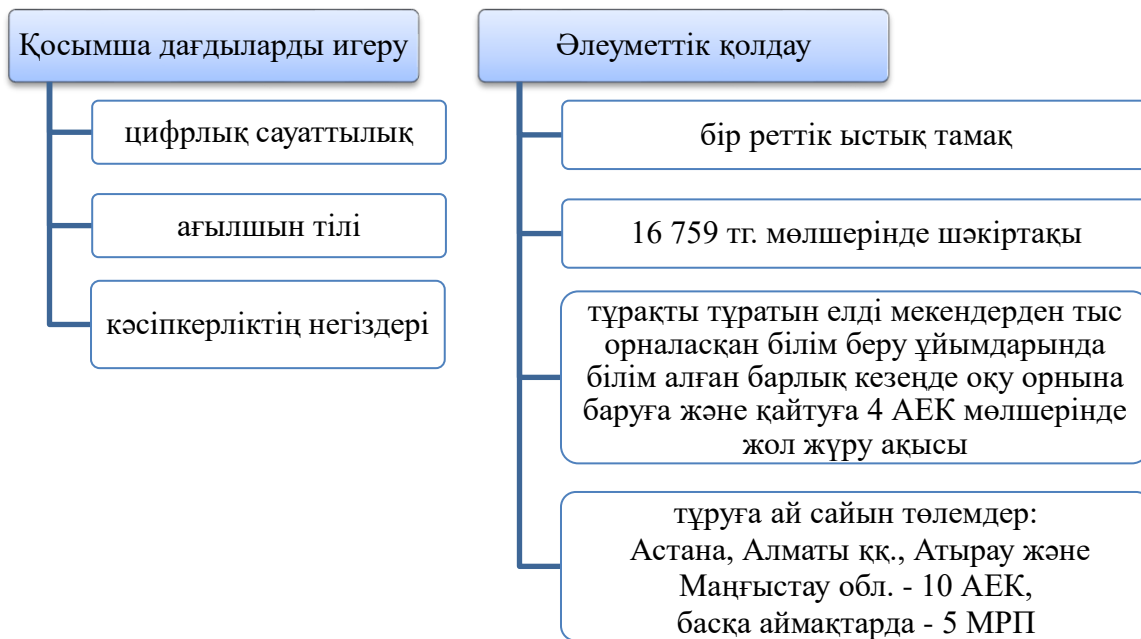 Қосымша дағдыларды игеру
цифрлық сауаттылық
ағылшын тілі
кәсіпкерліктің негіздері
Әлеуметтік қолдау
бір реттік ыстық тамақ
16 759 тг. мөлшерінде шәкіртақы
тұрақты тұратын елді мекендерден тыс
орналасқан білім беру ұйымдарында
білім алған барлық кезеңде оқу орнына
баруға және қайтуға 4 АЕК мөлшерінде
жол жүру ақысы
тұруға ай сайын төлемдер:
Астана, Алматы ққ., Атырау және
Маңғыстау обл. - 10 АЕК,
басқа аймақтарда - 5 МРП